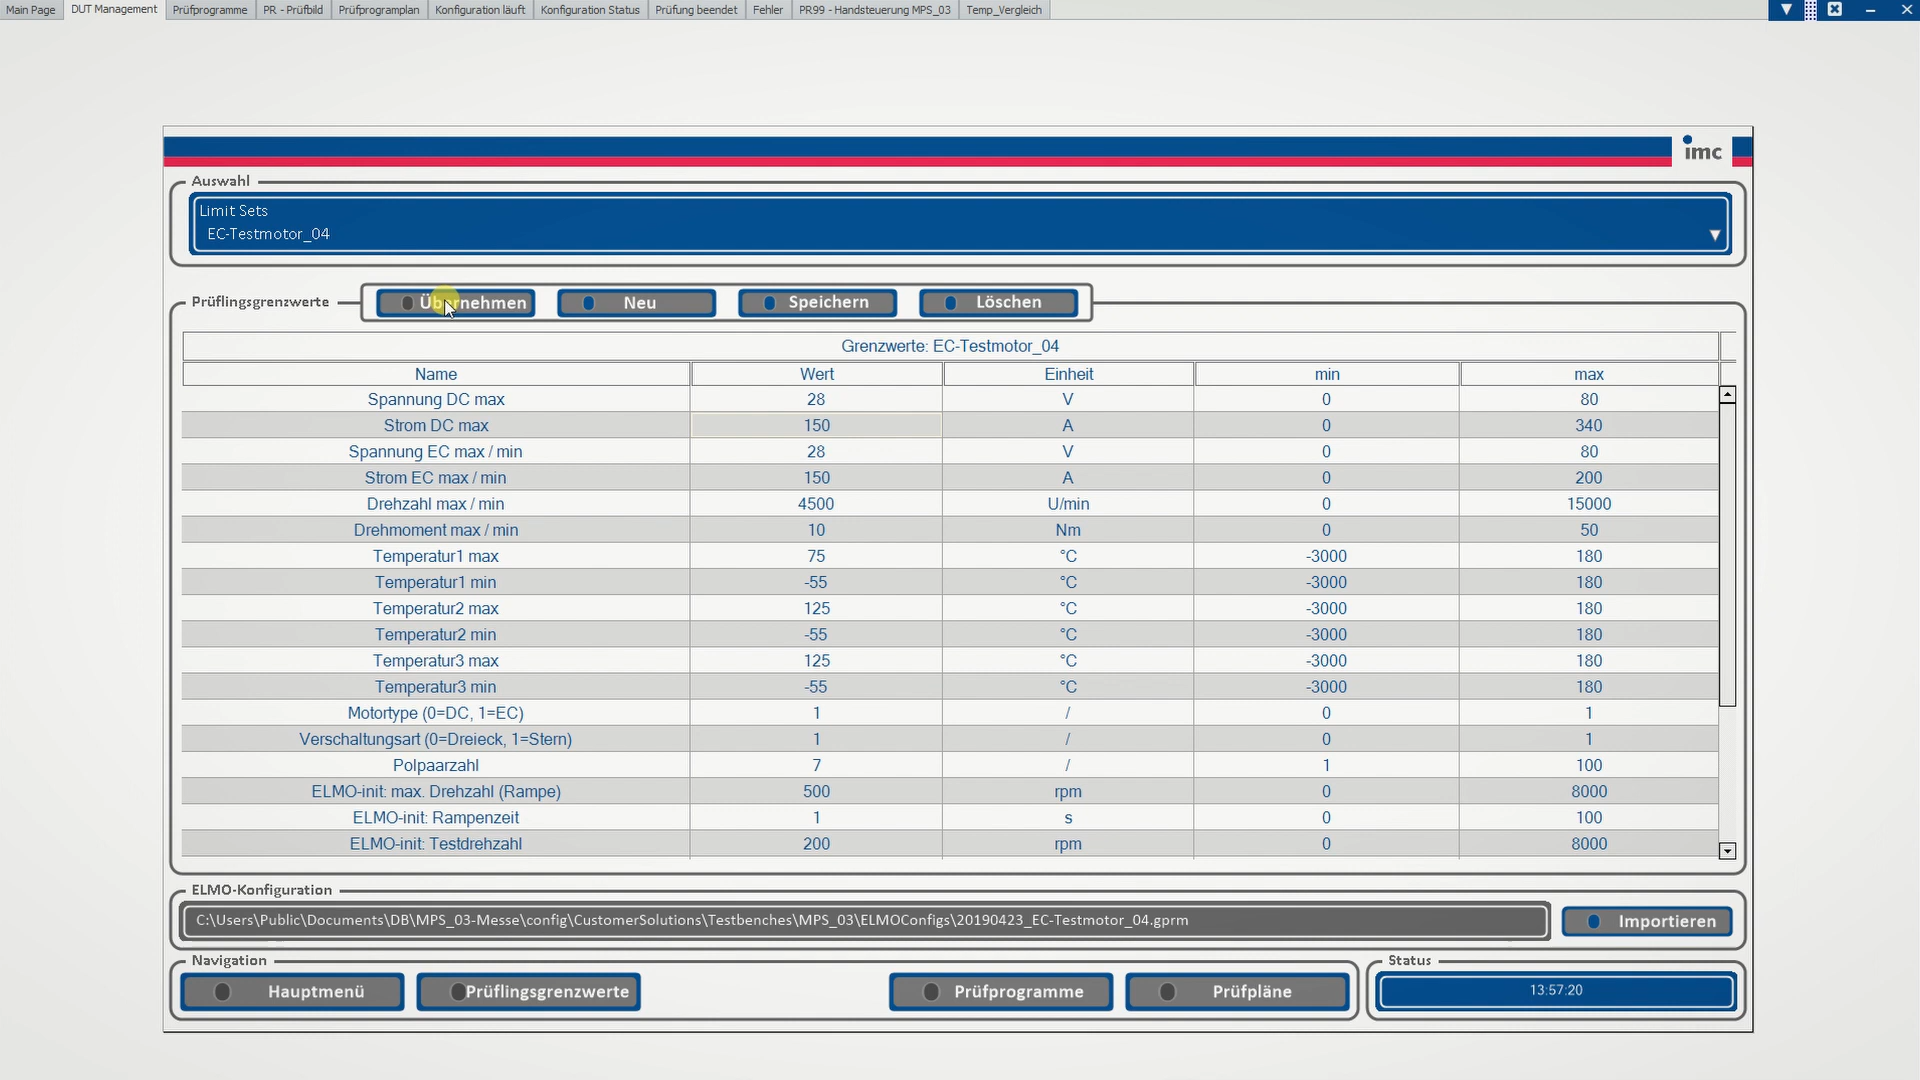 Main Page DUT Management Prüfprogramme PR - Prüfbild Prüfprogramplan Konfiguration läuft Konfiguration Status Prüfung beendet Fehler PR99 - Handsteuerung MPS_03 Temp_Vergleich
imc
Auswahl
Limit Sets
EC-Testmotor_04
Prüflingsgrenzwerte Übernehmen Neu Speichern Löschen
Grenzwerte: EC-Testmotor_04
Name Wert Einheit min max
Spannung DC max 28 V 0 80
Strom DC max 150 A 0 340
Spannung EC max / min 28 V 0 80
Strom EC max / min 150 A 0 200
Drehzahl max / min 4500 U/min 0 15000
Drehmoment max / min 10 Nm 0 50
Temperatur1 max 75 °C -3000 180
Temperatur1 min -55 °C -3000 180
Temperatur2 max 125 °C -3000 180
Temperatur2 min -55 °C -3000 180
Temperatur3 max 125 °C -3000 180
Temperatur3 min -55 °C -3000 180
Motortype (0=DC, 1=EC) 1 / 0 1
Verschaltungsart (0=Dreieck, 1=Stern) 1 / 0 1
Polpaarzahl 7 / 1 100
ELMO-init: max. Drehzahl (Rampe) 500 rpm 0 8000
ELMO-init: Rampenzeit 1 s 0 100
ELMO-init: Testdrehzahl 200 rpm 0 8000
ELMO-Konfiguration
C:\Users\Public\Documents\DB\MPS_03-Messe\config\CustomerSolutions\Testbenches\MPS_03\ELMOConfigs\20190423_EC-Testmotor_04.gprm Importieren
Navigation Status
Hauptmenü Prüflingsgrenzwerte Prüfprogramme Prüfpläne 13:57:20